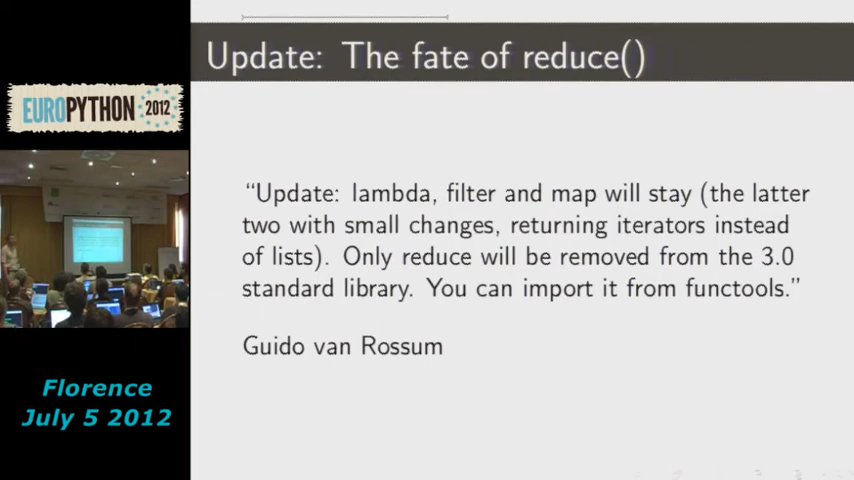 Update: The fate of reduce()
EUROPYTHON 2012
“Update: lambda, filter and map will stay (the latter
two with small changes, returning iterators instead
of lists). Only reduce will be removed from the 3.0
standard library. You can import it from functools.”
Guido van Rossum
Florence
July 5 2012